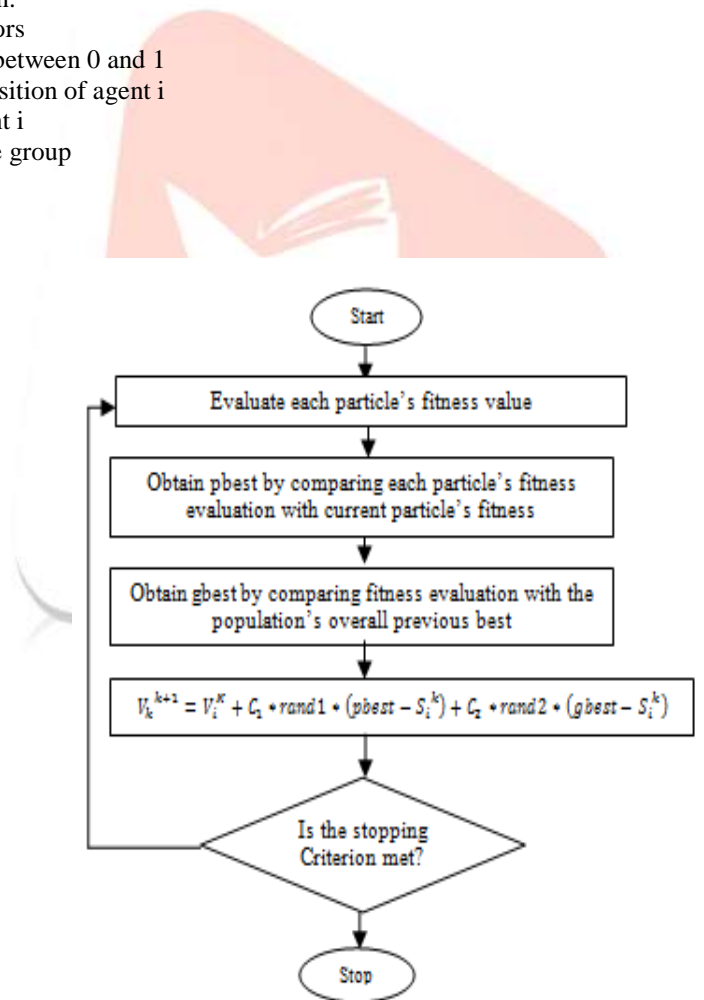 n.
ors
between 0 and 1
sition of agent i
nt i
e group
Start
Evaluate each particle's fitness value
Obtain pbest by comparing each particle's fitness
evaluation with current particle's fitness
Obtain gbest by comparing fitness evaluation with the
population's overall previous best
V_k^{k+1} = V_i^K + C_1 * rand1 * (pbest − S_i^k) + C_2 * rand2 * (gbest − S_i^k)
Is the stopping
Criterion met?
Stop